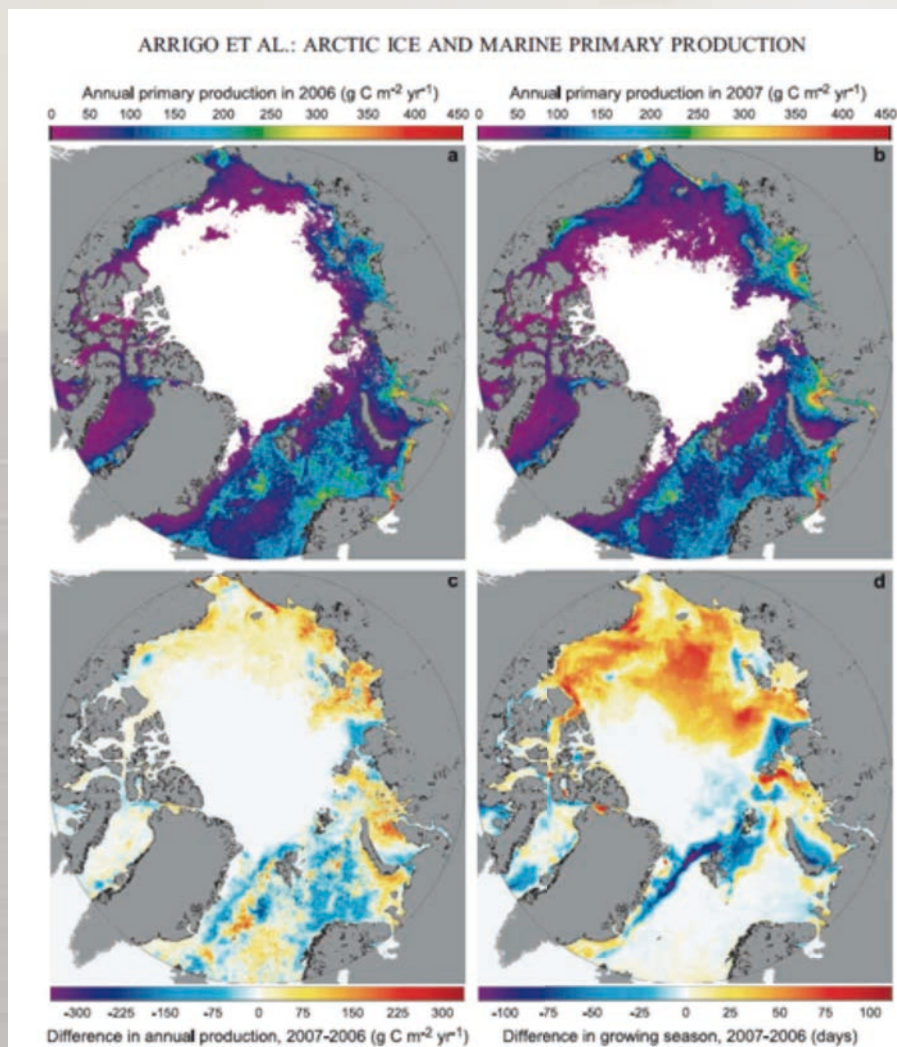 ARRIGO ET AL.: ARCTIC ICE AND MARINE PRIMARY PRODUCTION
Annual primary production in 2006 (g C m⁻² yr⁻¹)
0 50 100 150 200 250 300 350 400 450
Annual primary production in 2007 (g C m⁻² yr⁻¹)
0 50 100 150 200 250 300 350 400 450
a
b
c
d
-300 -225 -150 -75 0 75 150 225 300
Difference in annual production, 2007-2006 (g C m⁻² yr⁻¹)
-100 -75 -50 -25 0 25 50 75 100
Difference in growing season, 2007-2006 (days)